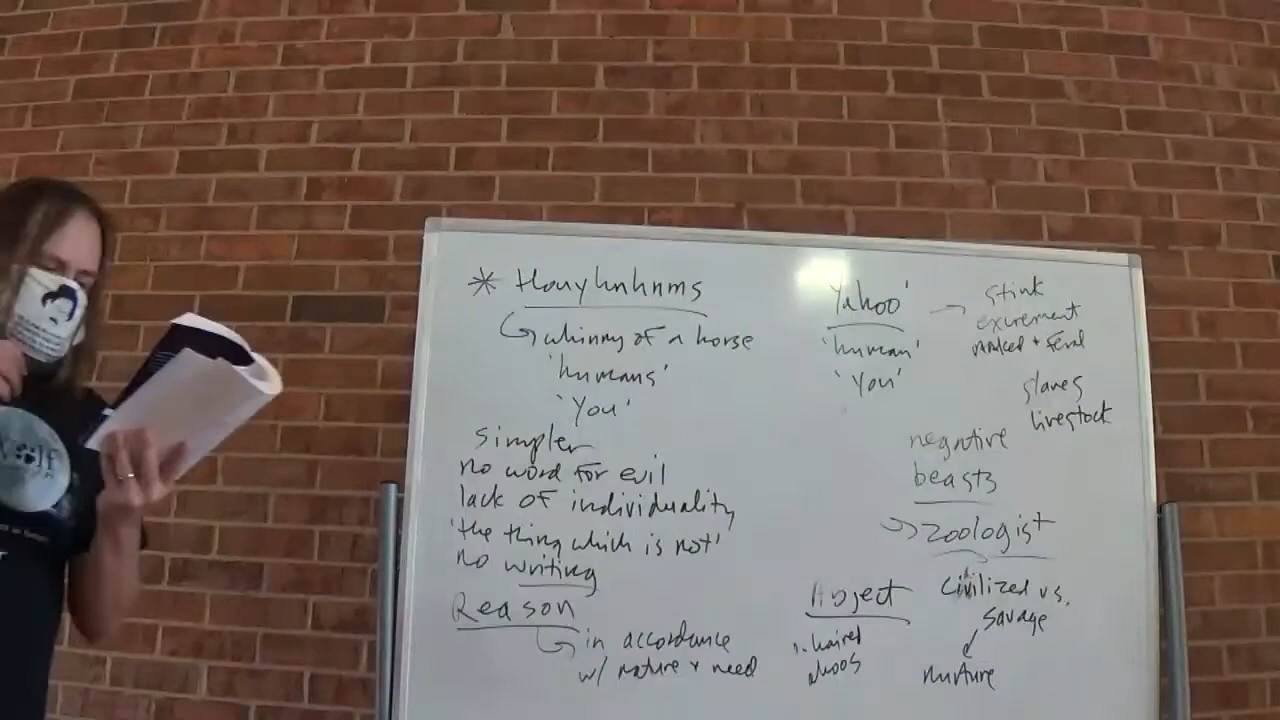 * Houyhnhnms
whinny of a horse
'humans'
'You'
simpler
no word for evil
lack of individuality
'the thing which is not'
no writing
Reason
in accordance
w/ nature + need
'Yahoo'
'human'
'You'
stink
excrement
naked + feral
slaves
livestock
negative
beasts
zoologist
Abject
haired
civilized vs.
savage
nurture